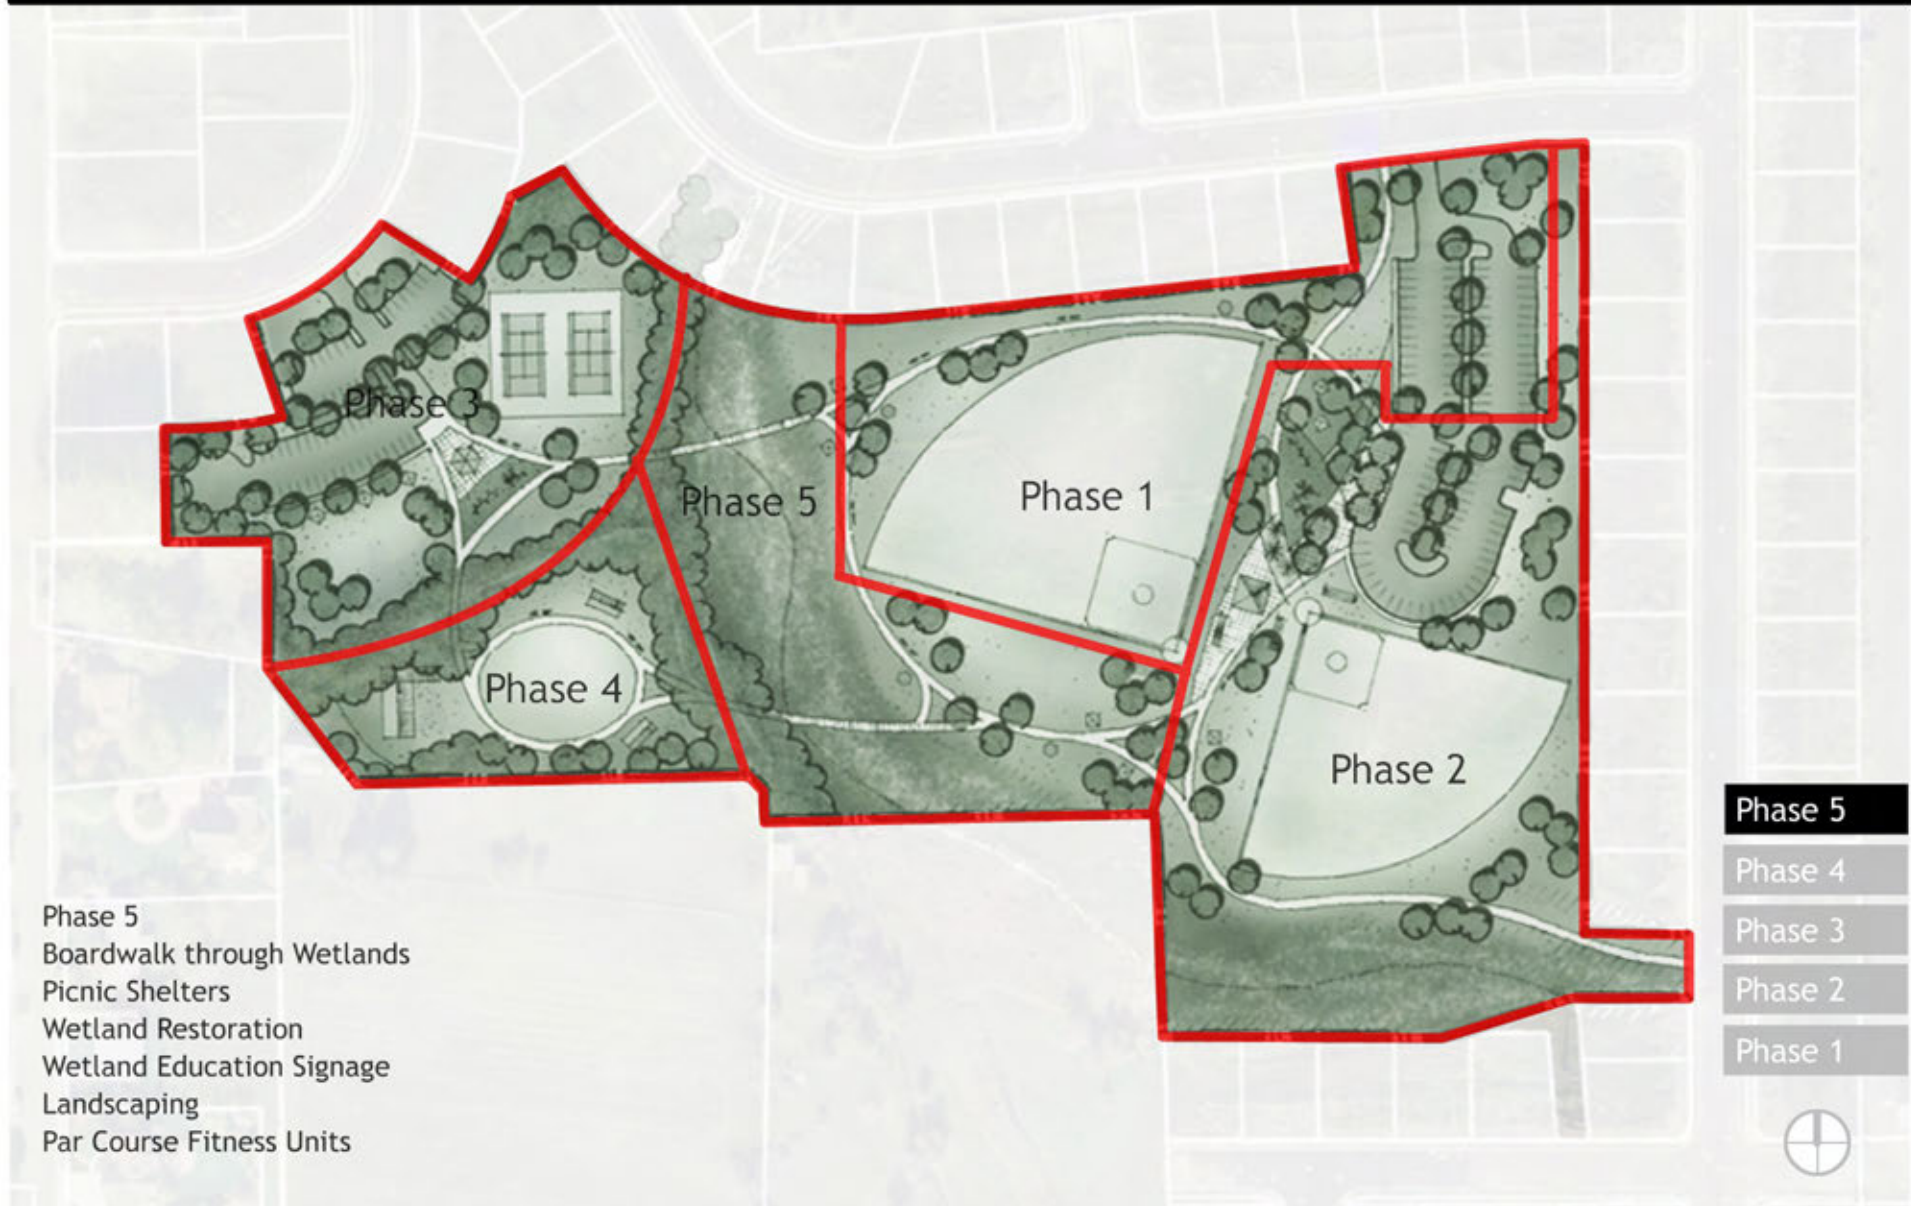 Phase 3
Phase 5
Phase 1
Phase 4
Phase 2
Phase 5
Phase 4
Phase 3
Phase 2
Phase 1
Phase 5
Boardwalk through Wetlands
Picnic Shelters
Wetland Restoration
Wetland Education Signage
Landscaping
Par Course Fitness Units